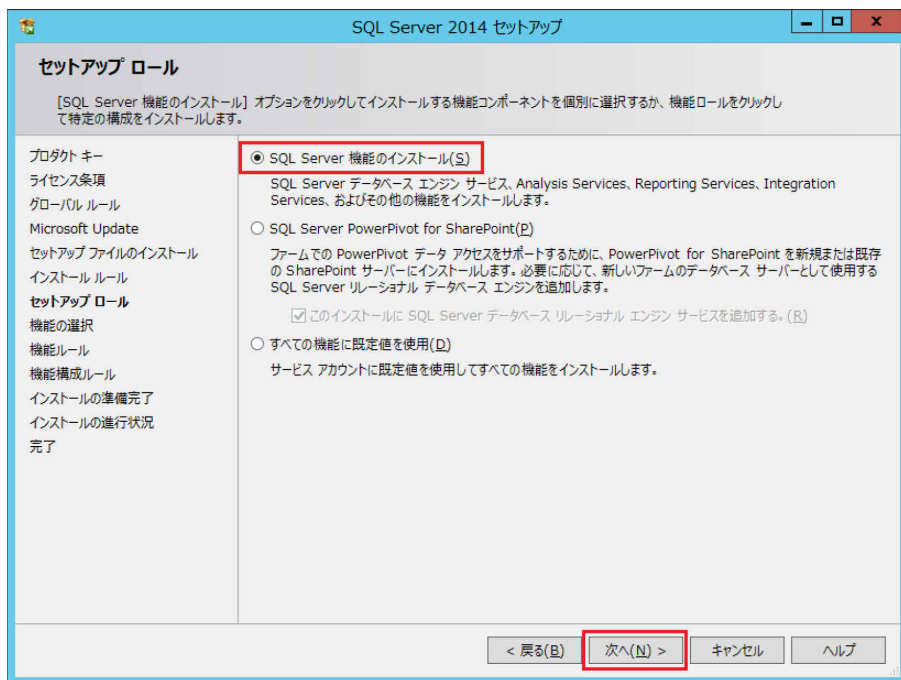 SQL Server 2014 セットアップ
セットアップ ロール
[SQL Server 機能のインストール] オプションをクリックしてインストールする機能コンポーネントを個別に選択するか、機能ロールをクリックし
て特定の構成をインストールします。
プロダクト キー
ライセンス条項
グローバル ルール
Microsoft Update
セットアップ ファイルのインストール
インストール ルール
セットアップ ロール
機能の選択
機能ルール
機能構成ルール
インストールの準備完了
インストールの進行状況
完了
SQL Server 機能のインストール(S)
SQL Server データベース エンジン サービス、Analysis Services、Reporting Services、Integration
Services、およびその他の機能をインストールします。
SQL Server PowerPivot for SharePoint(P)
ファームでの PowerPivot データ アクセスをサポートするために、PowerPivot for SharePoint を新規または既存
の SharePoint サーバーにインストールします。必要に応じて、新しいファームのデータベース サーバーとして使用する
SQL Server リレーショナル データベース エンジンを追加します。
このインストールに SQL Server データベース リレーショナル エンジン サービスを追加する。(R)
すべての機能に既定値を使用(D)
サービス アカウントに既定値を使用してすべての機能をインストールします。
< 戻る(B)
次へ(N) >
キャンセル
ヘルプ